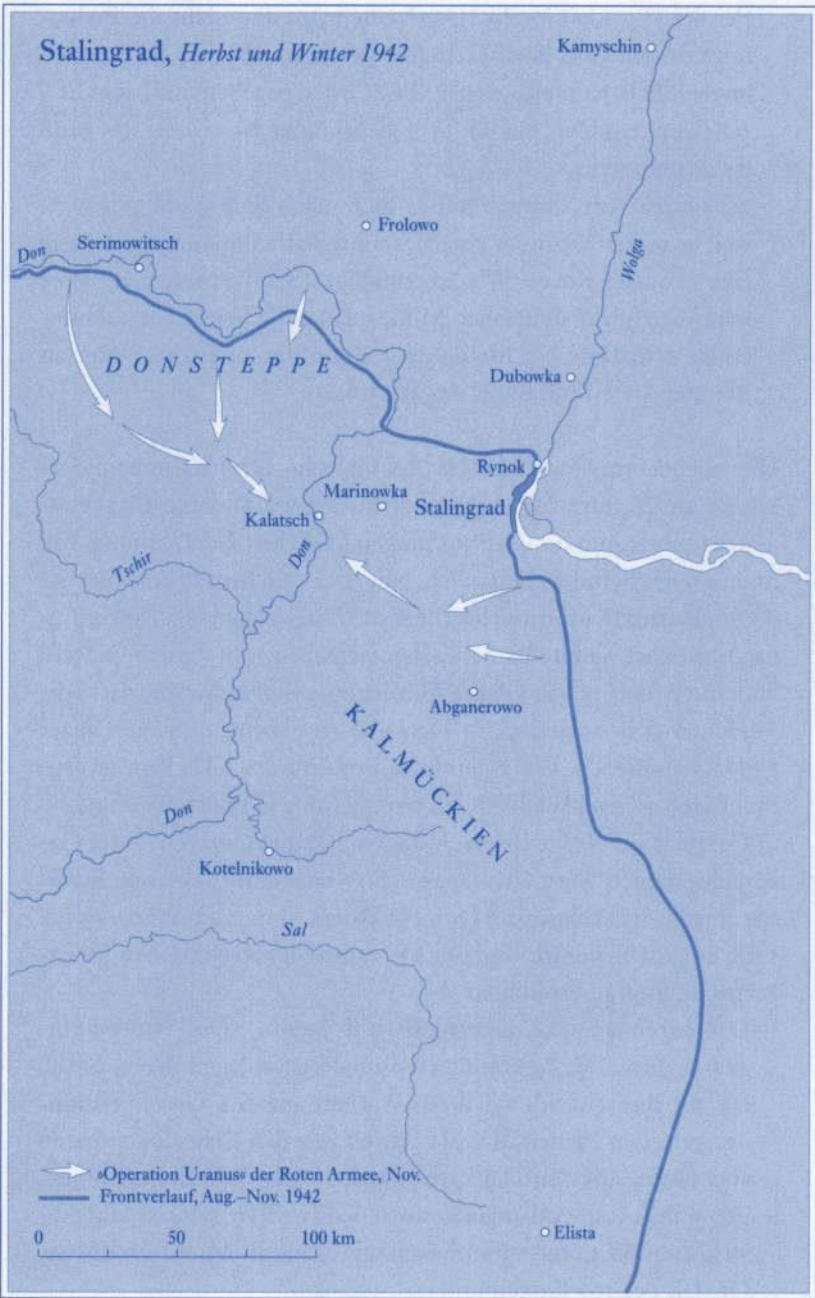 Stalingrad, Herbst und Winter 1942
Kamyschin
Wolga
Frolowo
Don
Serimowitsch
DONSTEPPE
Dubowka
Rynok
Marinowka
Stalingrad
Kalatsch
Don
Tschir
Abganerowo
KALMÜCKIEN
Don
Kotelnikowo
Sal
»Operation Uranus« der Roten Armee, Nov.
Frontverlauf, Aug.–Nov. 1942
0 50 100 km
Elista